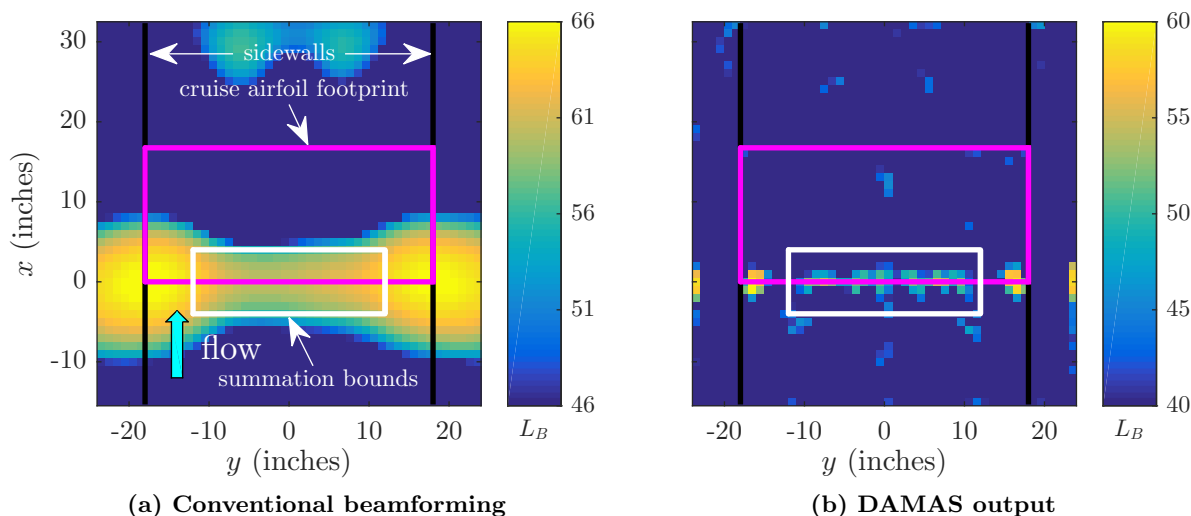 30
20
10
0
-10
x (inches)
sidewalls
cruise airfoil footprint
flow
summation bounds
-20
-10
0
10
20
y (inches)
66
61
56
51
46
L_B
(a) Conventional beamforming
-20
-10
0
10
20
y (inches)
60
55
50
45
40
L_B
(b) DAMAS output